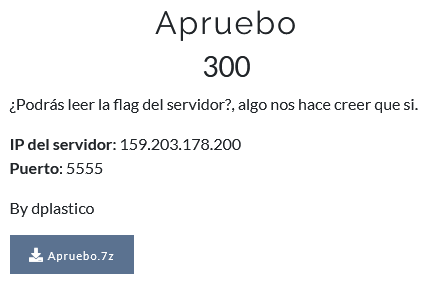 Apruebo
300
¿Podrás leer la flag del servidor?, algo nos hace creer que si.
IP del servidor: 159.203.178.200
Puerto: 5555
By dplastico
Apruebo.7z